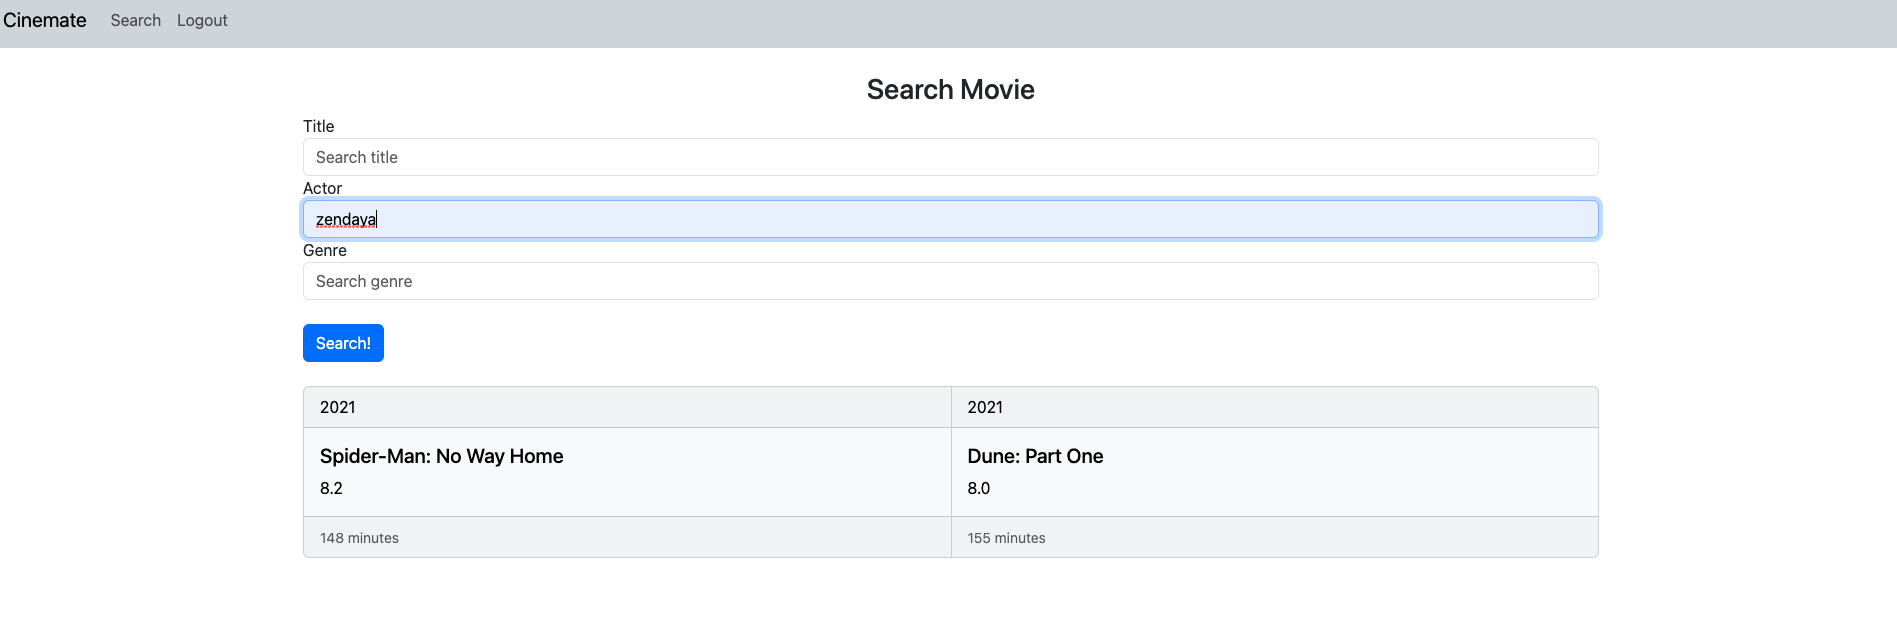 Cinemate Search Logout
Search Movie
Title
Search title
Actor
zendaya
Genre
Search genre
Search!
2021 2021
Spider-Man: No Way Home Dune: Part One
8.2 8.0
148 minutes 155 minutes